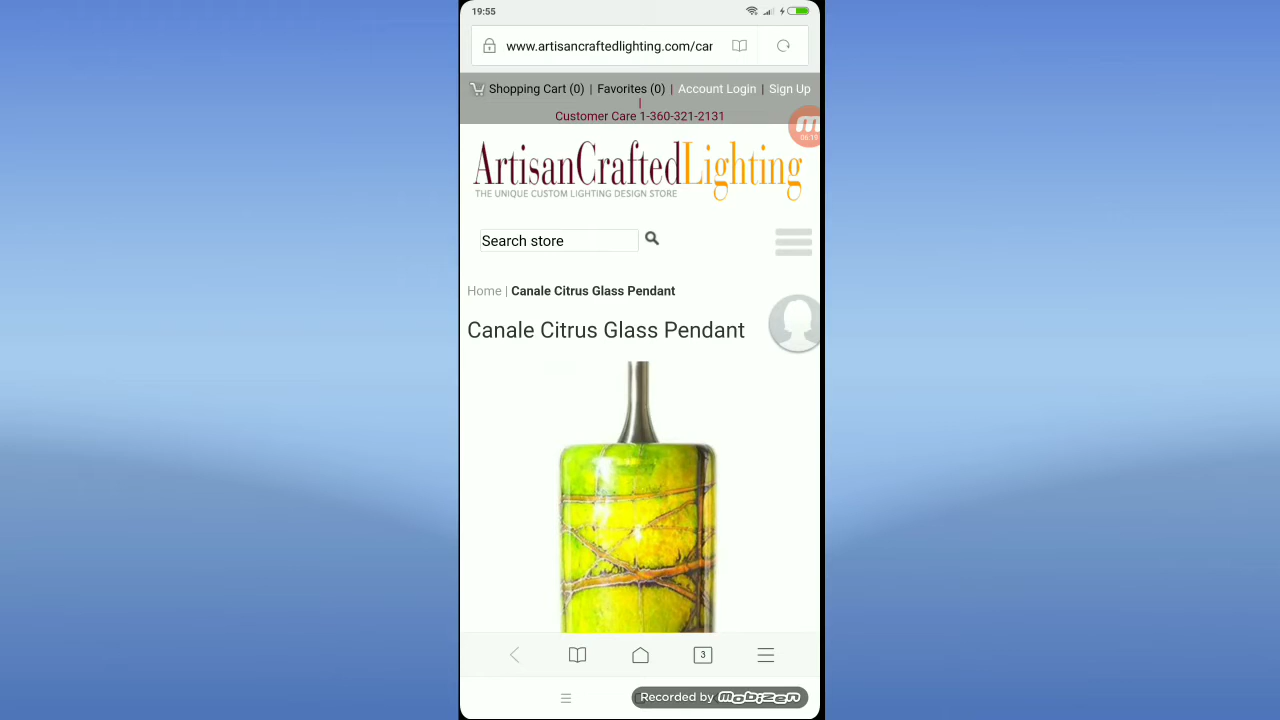 19:55
www.artisancraftedlighting.com/car
Shopping Cart (0) | Favorites (0) | Account Login | Sign Up
|
Customer Care 1-360-321-2131
06:19
ArtisanCraftedLighting
THE UNIQUE CUSTOM LIGHTING DESIGN STORE
Search store
Home | Canale Citrus Glass Pendant
Canale Citrus Glass Pendant
3
Recorded by mobizen